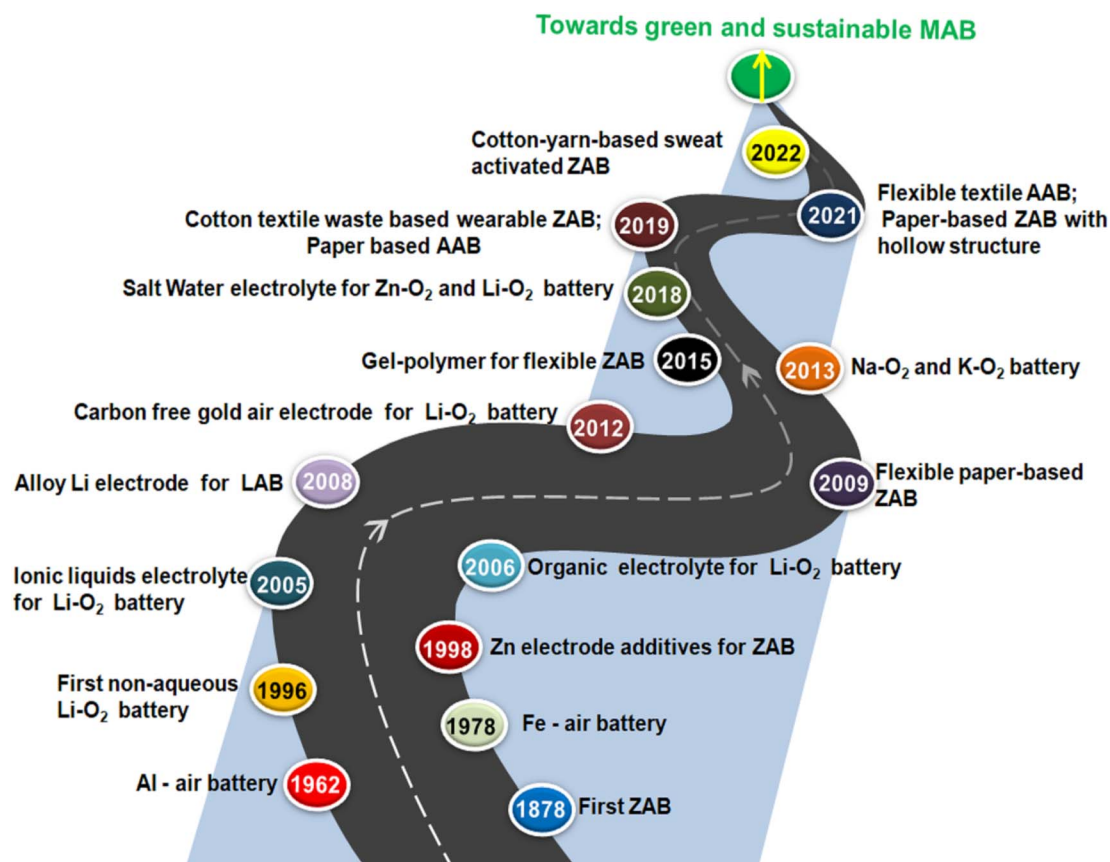 Towards green and sustainable MAB
Cotton-yarn-based sweat
activated ZAB
2022
Cotton textile waste based wearable ZAB;
Paper based AAB
2019
2021
Flexible textile AAB;
Paper-based ZAB with
hollow structure
Salt Water electrolyte for Zn-O₂ and Li-O₂ battery
2018
Gel-polymer for flexible ZAB
2015
2013
Na-O₂ and K-O₂ battery
Carbon free gold air electrode for Li-O₂ battery
2012
Alloy Li electrode for LAB
2008
2009
Flexible paper-based
ZAB
Ionic liquids electrolyte
for Li-O₂ battery
2005
2006
Organic electrolyte for Li-O₂ battery
1998
Zn electrode additives for ZAB
First non-aqueous
Li-O₂ battery
1996
1978
Fe - air battery
Al - air battery
1962
1878
First ZAB